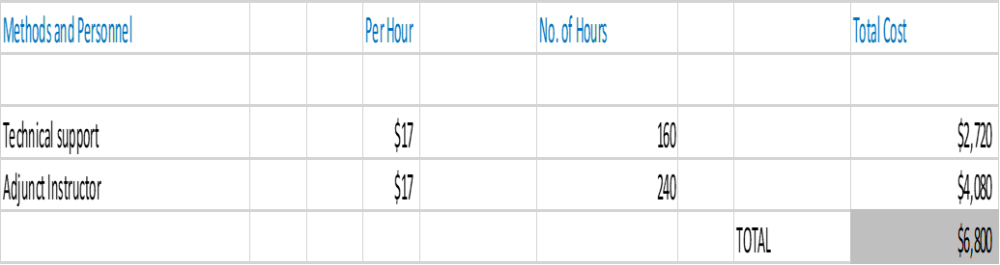 Methods and Personnel Per Hour No. of Hours Total Cost
Technical support $17 160 $2,720
Adjunct Instructor $17 240 $4,080
TOTAL $6,800